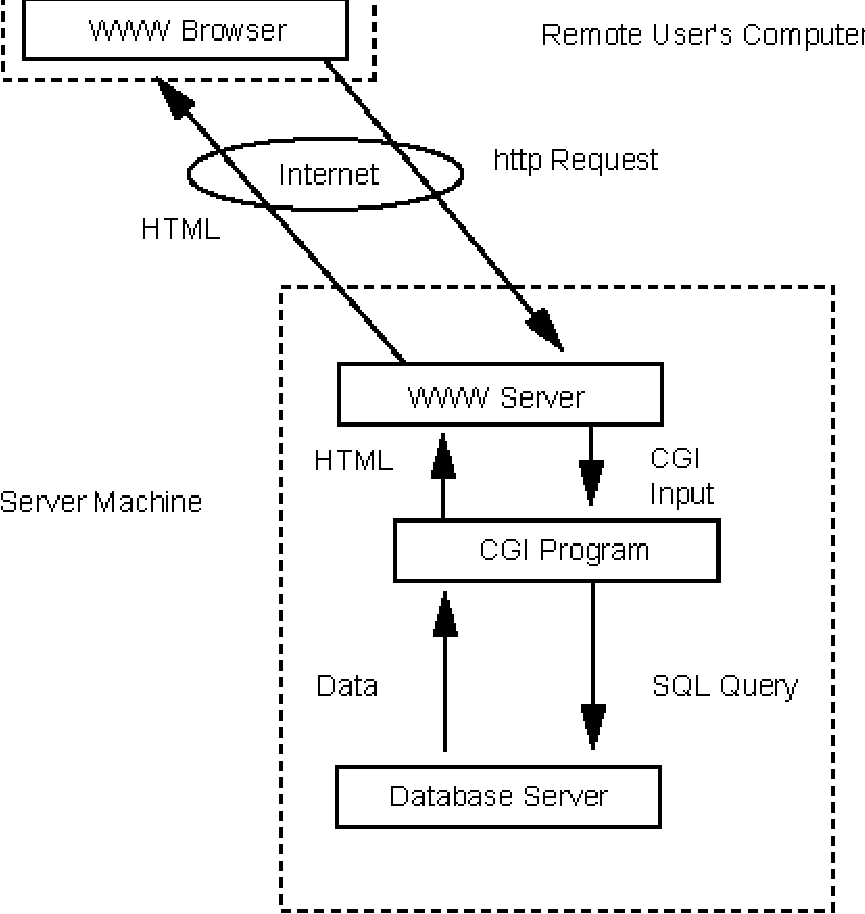 WWW Browser
Remote User's Computer
Internet
http Request
HTML
WWW Server
HTML
CGI
Input
Server Machine
CGI Program
Data
SQL Query
Database Server